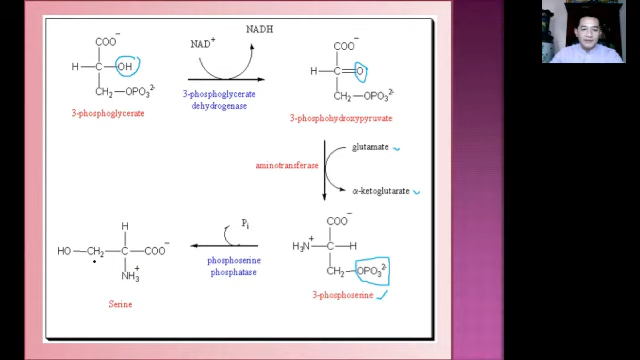 COO⁻
H—C—OH
CH₂—OPO₃²⁻
3-phosphoglycerate
NAD⁺
NADH
3-phosphoglycerate
dehydrogenase
COO⁻
H—C=O
CH₂—OPO₃²⁻
3-phosphohydroxypyruvate
glutamate
aminotransferase
α-ketoglutarate
COO⁻
H₃N⁺—C—H
CH₂—OPO₃²⁻
3-phosphoserine
Pi
phosphoserine
phosphatase
H
HO—CH₂—C—COO⁻
NH₃⁺
Serine